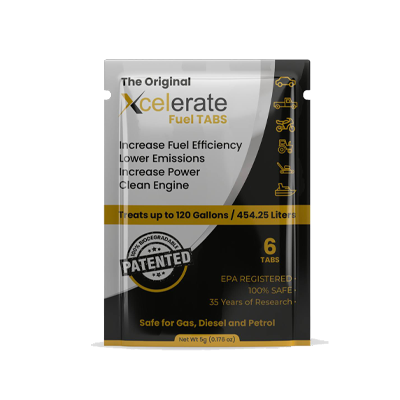 The Original
Xcelerate
Fuel TABS
Increase Fuel Efficiency
Lower Emissions
Increase Power
Clean Engine
Treats up to 120 Gallons / 454.25 Liters
100% BIODEGRADABLE
PATENTED
6
TABS
EPA REGISTERED
100% SAFE
35 Years of Research
Safe for Gas, Diesel and Petrol
Net Wt 5g (0.176 oz)